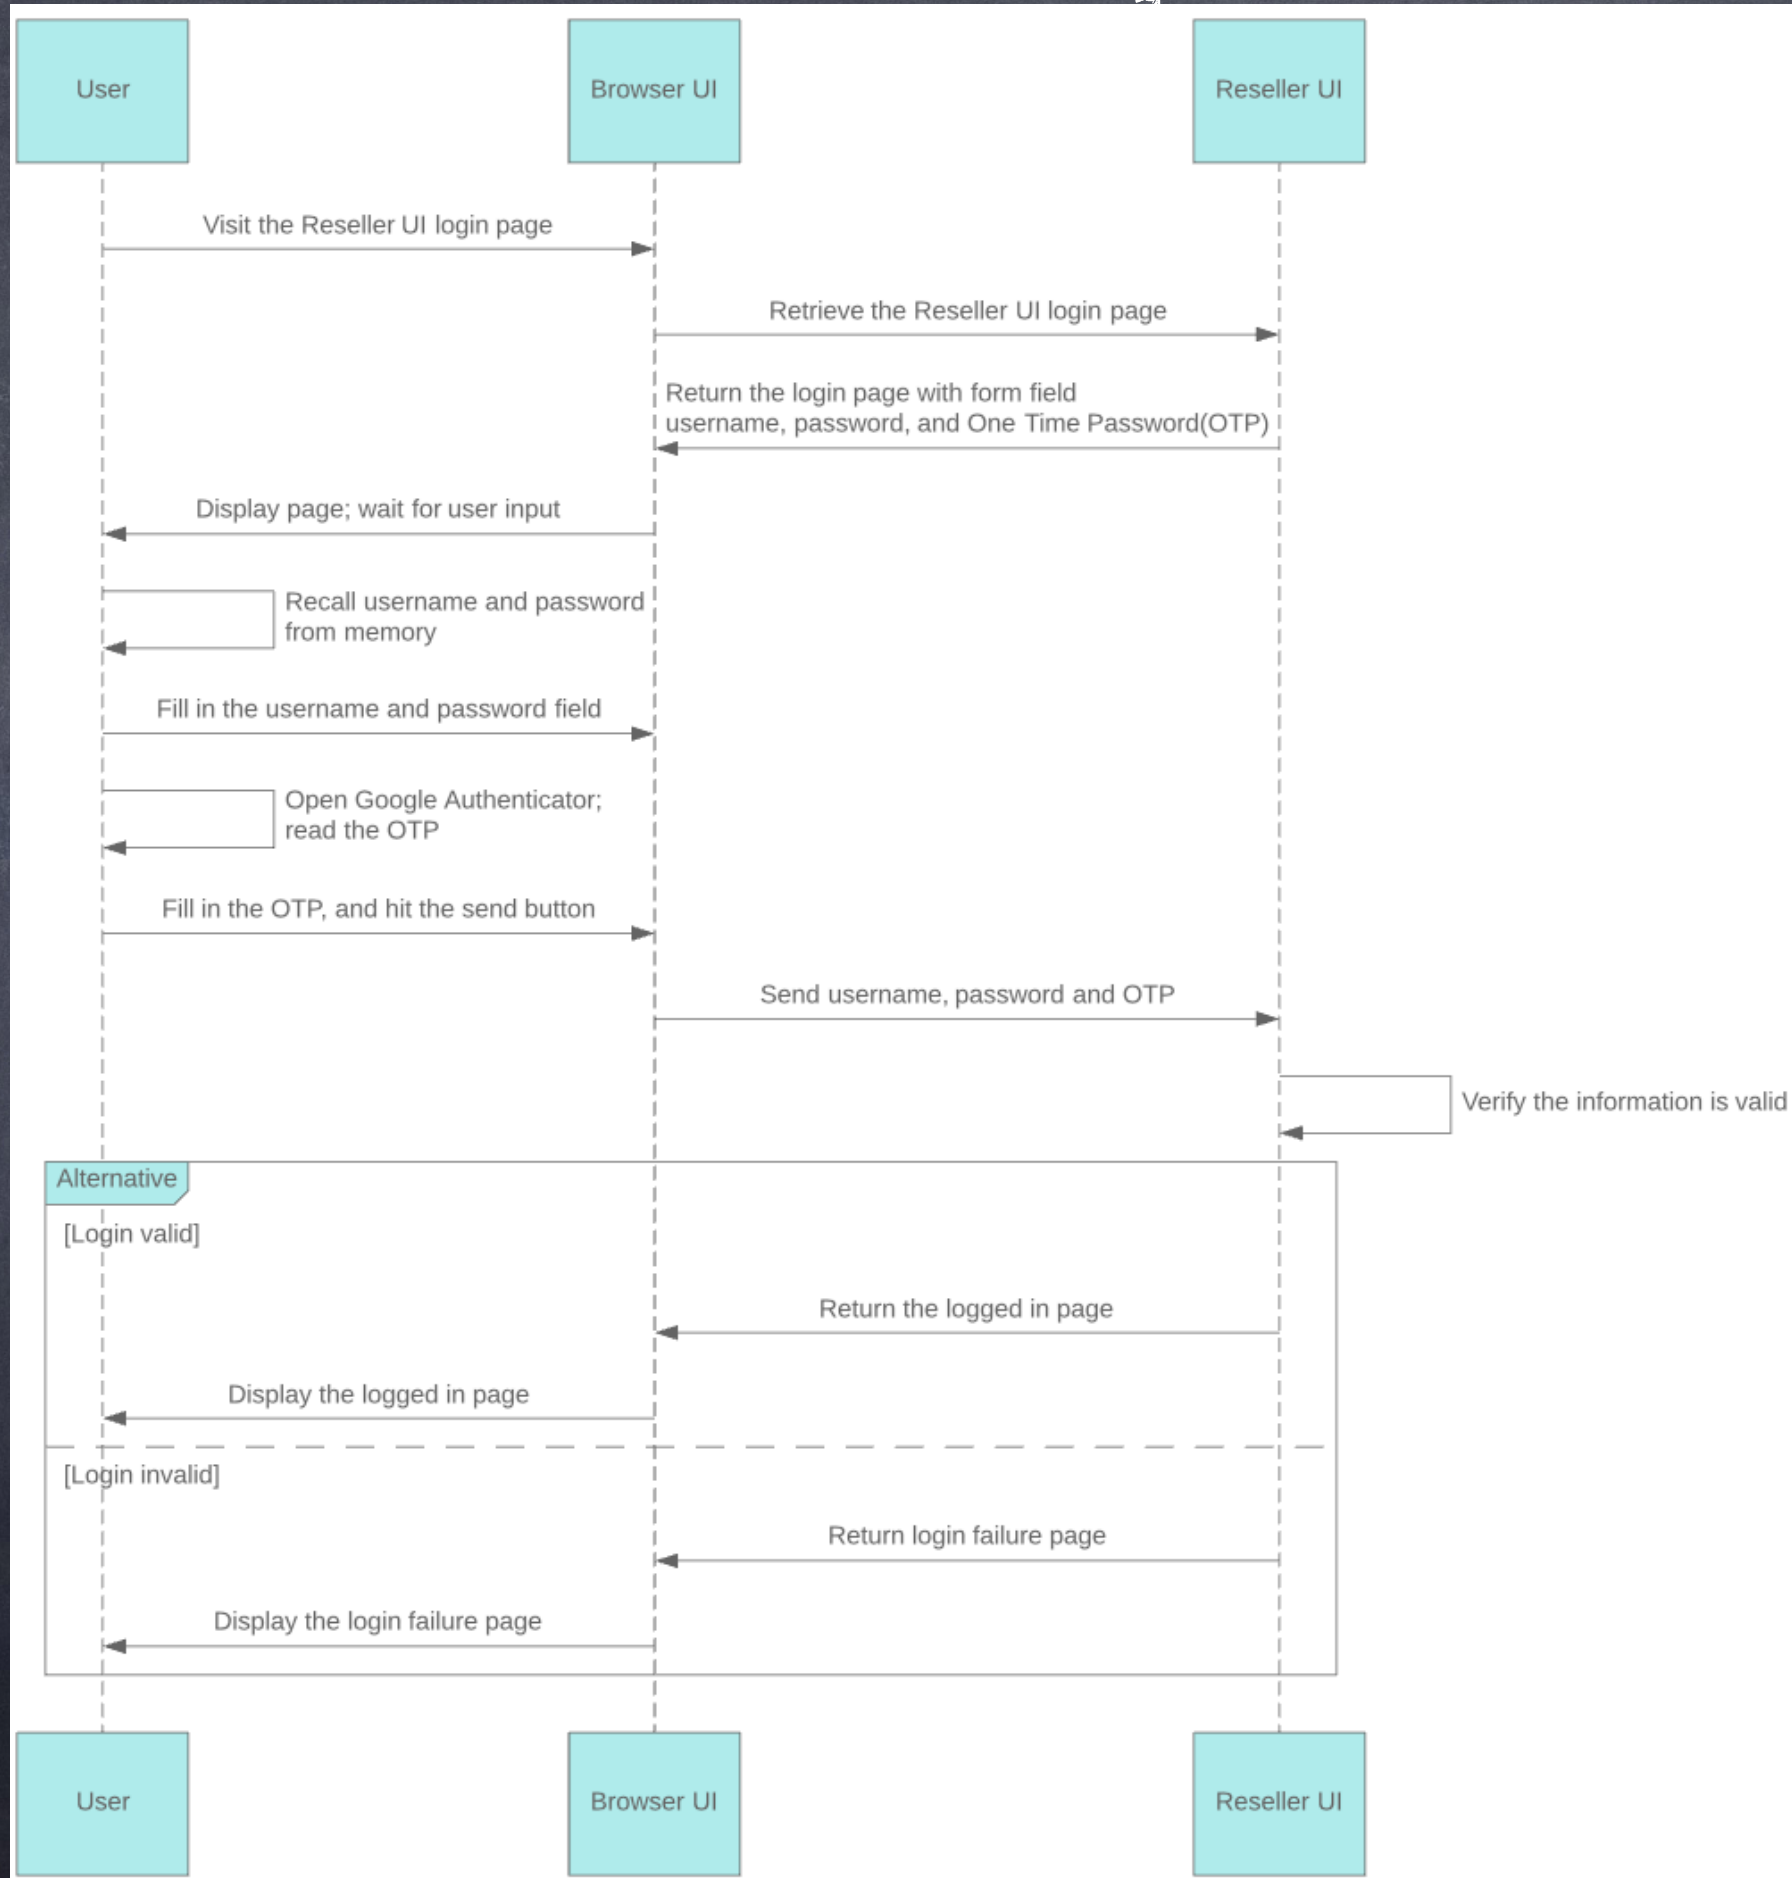 User
Browser UI
Reseller UI
Visit the Reseller UI login page
Retrieve the Reseller UI login page
Return the login page with form field
username, password, and One Time Password(OTP)
Display page; wait for user input
Recall username and password
from memory
Fill in the username and password field
Open Google Authenticator;
read the OTP
Fill in the OTP, and hit the send button
Send username, password and OTP
Verify the information is valid
Alternative
[Login valid]
Return the logged in page
Display the logged in page
[Login invalid]
Return login failure page
Display the login failure page
User
Browser UI
Reseller UI